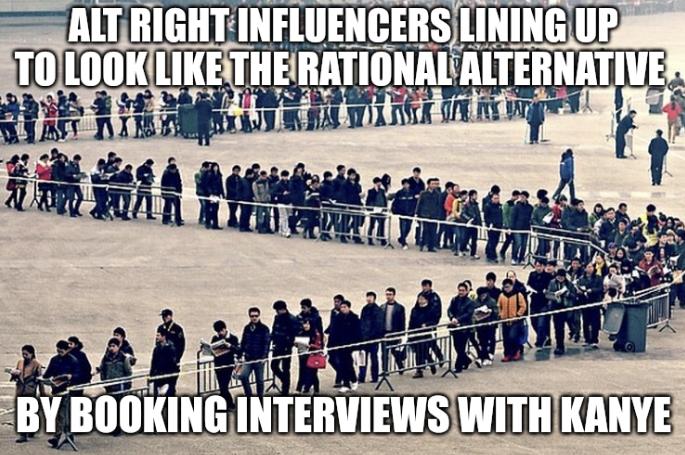 ALT RIGHT INFLUENCERS LINING UP
TO LOOK LIKE THE RATIONAL ALTERNATIVE
BY BOOKING INTERVIEWS WITH KANYE